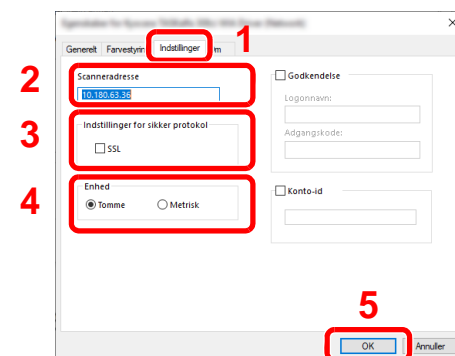 Generelt Farvestyrin Indstillinger 1
2 Scanneradresse
10.180.63.36
3 Indstillinger for sikker protokol
SSL
4 Enhed
Tomme Metrisk
Godkendelse
Logonnavn:
Adgangskode:
Konto-id
5
OK Annuller